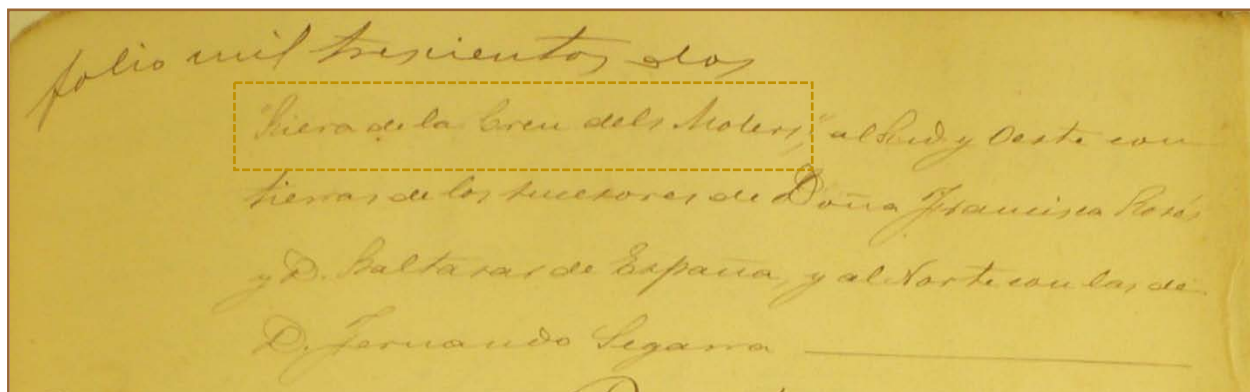 folio mil trescientos dos
"Riera de la Creu dels Molers," al Sud y Oeste con
tierras de los sucesores de Doña Francisca Rosés
y D. Baltasar de España, y al Norte con las de
D. Fernando Segarra